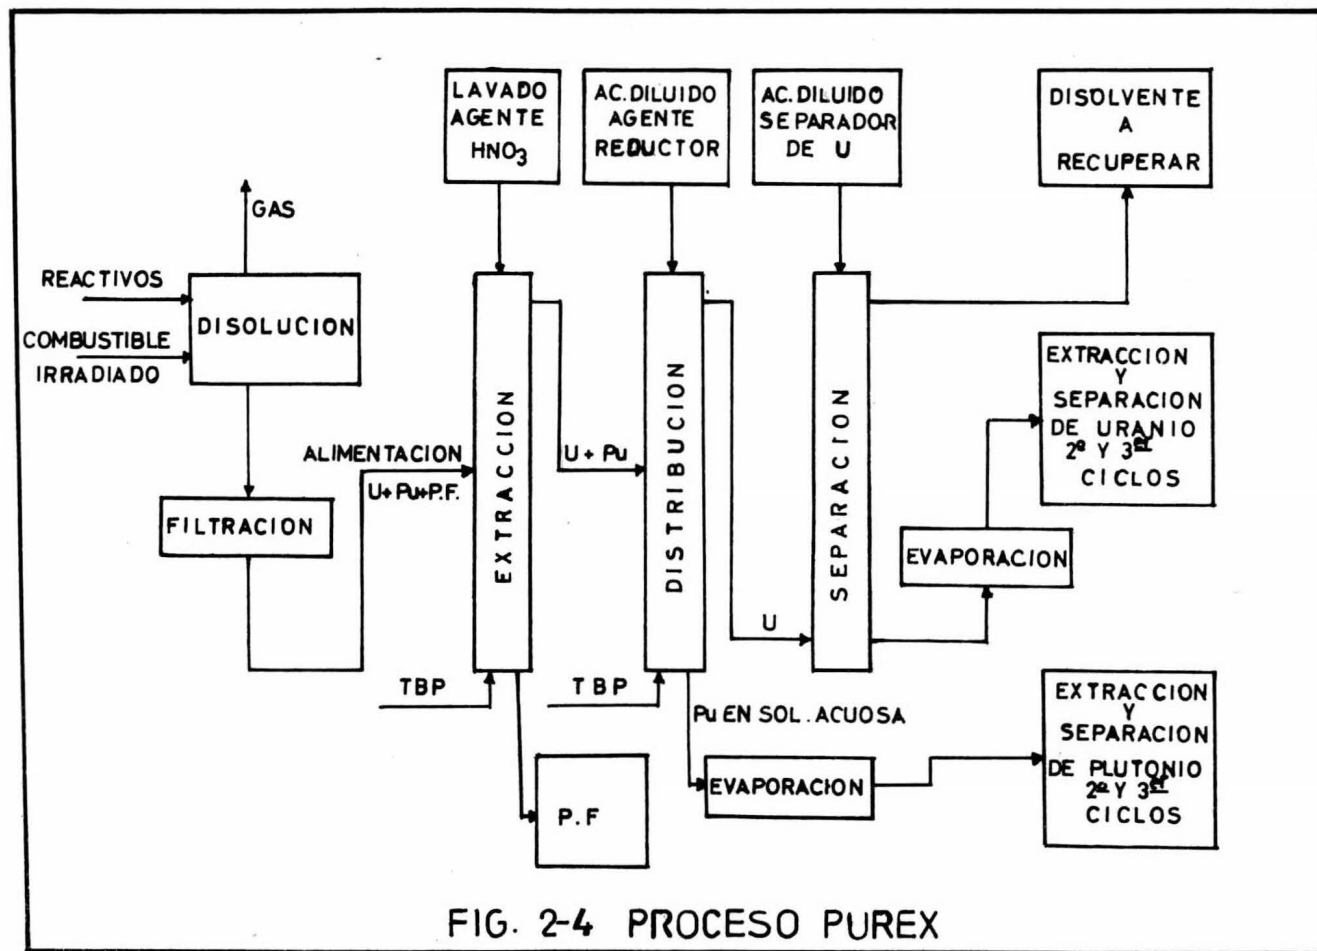 LAVADO
AGENTE
HNO3
AC. DILUIDO
AGENTE
REDUCTOR
AC. DILUIDO
SEPARADOR
DE U
DISOLVENTE
A
RECUPERAR
GAS
REACTIVOS
COMBUSTIBLE
IRRADIADO
DISOLUCION
FILTRACION
ALIMENTACION
U+Pu+P.F.
EXTRACCION
U + Pu
DISTRIBUCION
U
SEPARACION
EVAPORACION
EXTRACCION
Y
SEPARACION
DE URANIO
2º Y 3er
CICLOS
TBP
TBP
Pu EN SOL. ACUOSA
P.F
EVAPORACION
EXTRACCION
Y
SEPARACION
DE PLUTONIO
2º Y 3er
CICLOS
FIG. 2-4 PROCESO PUREX